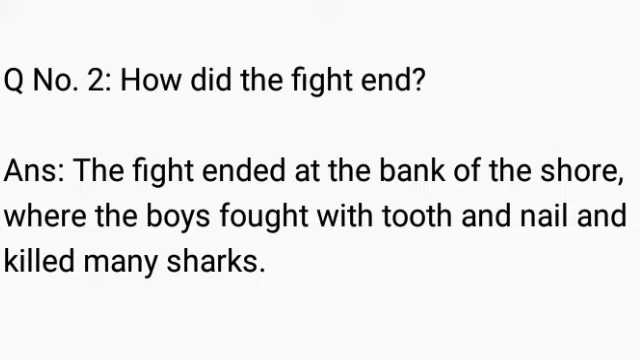 Q No. 2: How did the fight end?
Ans: The fight ended at the bank of the shore,
where the boys fought with tooth and nail and
killed many sharks.